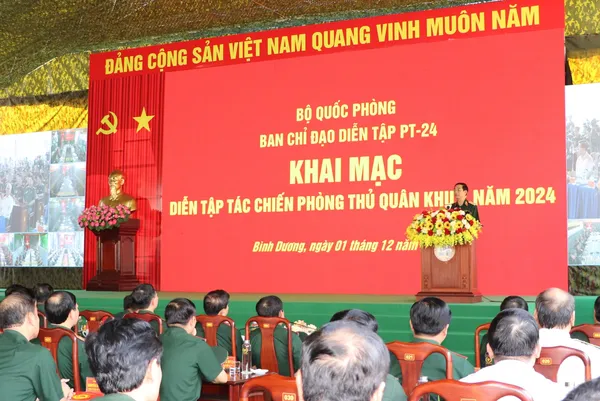 ĐẢNG CỘNG SẢN VIỆT NAM QUANG VINH MUÔN NĂM
BỘ QUỐC PHÒNG
BAN CHỈ ĐẠO DIỄN TẬP PT-24
KHAI MẠC
DIỄN TẬP TÁC CHIẾN PHÒNG THỦ QUÂN KHU NĂM 2024
Bình Dương, ngày 01 tháng 12 năm